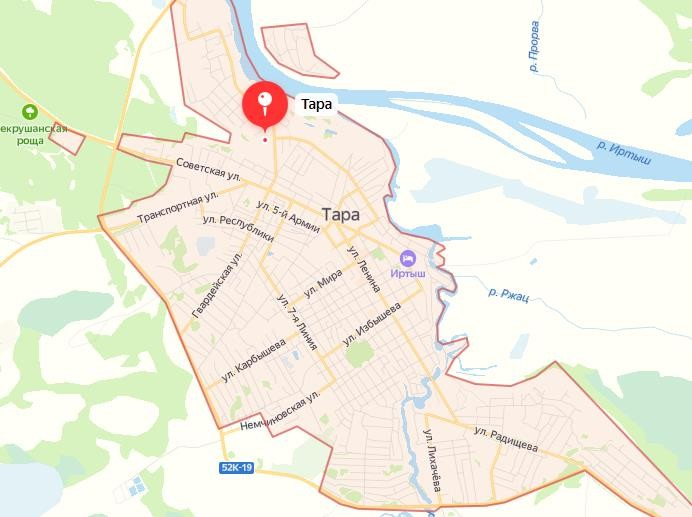 р. Прорва
Тара
екрушанская
роща
р. Иртыш
Советская ул.
Транспортная ул.
ул. 5-й Армии
Тара
ул. Республики
Гвардейская ул.
ул. Мира
ул. Ленина
Иртыш
р. Ржац
ул. 7-я Линия
ул. Избышева
ул. Карбышева
Немчиновская ул.
ул. Радищева
ул. Лихачёва
52К-19